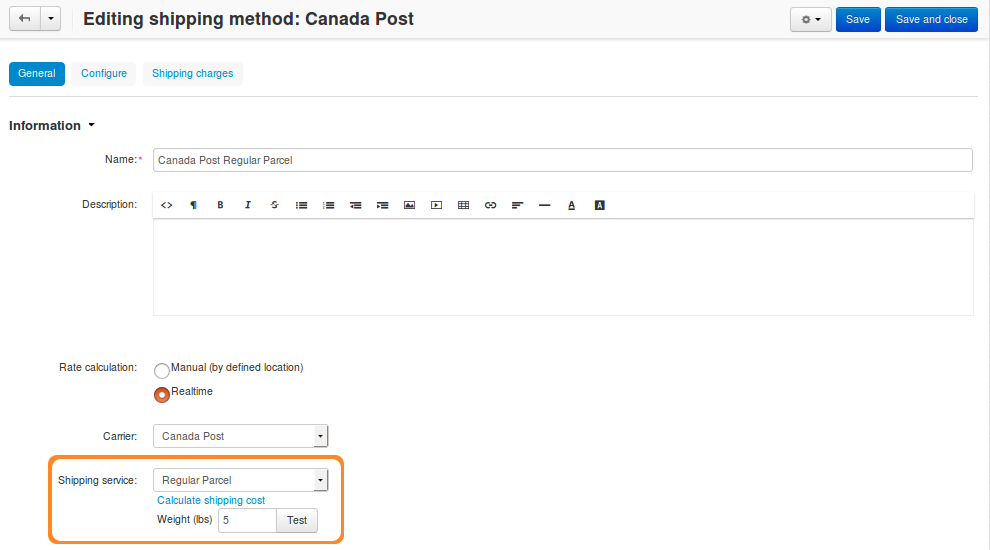 Editing shipping method: Canada Post
Save
Save and close
General
Configure
Shipping charges
Information
Name:*
Canada Post Regular Parcel
Description:
<> ¶ B I S A A
Rate calculation:
Manual (by defined location)
Realtime
Carrier:
Canada Post
Shipping service:
Regular Parcel
Calculate shipping cost
Weight (lbs) 5 Test